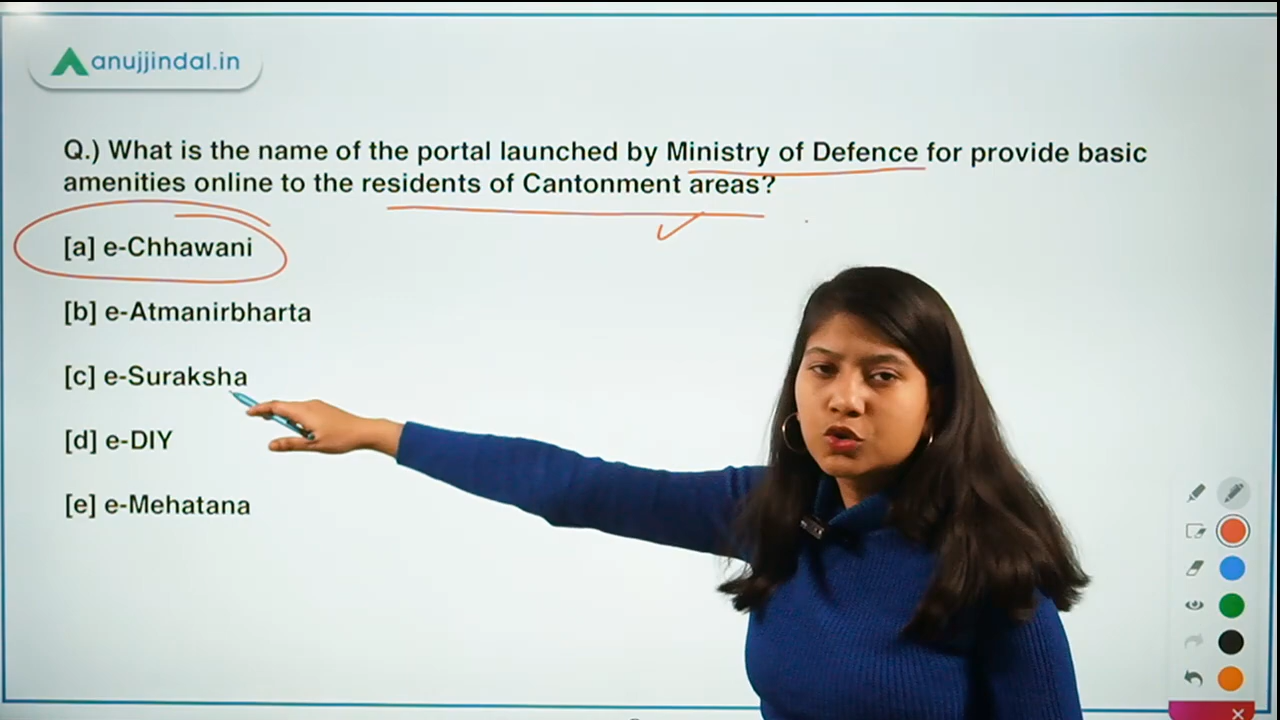 anujjindal.in
Q.) What is the name of the portal launched by Ministry of Defence for provide basic
amenities online to the residents of Cantonment areas?
[a] e-Chhawani
[b] e-Atmanirbharta
[c] e-Suraksha
[d] e-DIY
[e] e-Mehatana